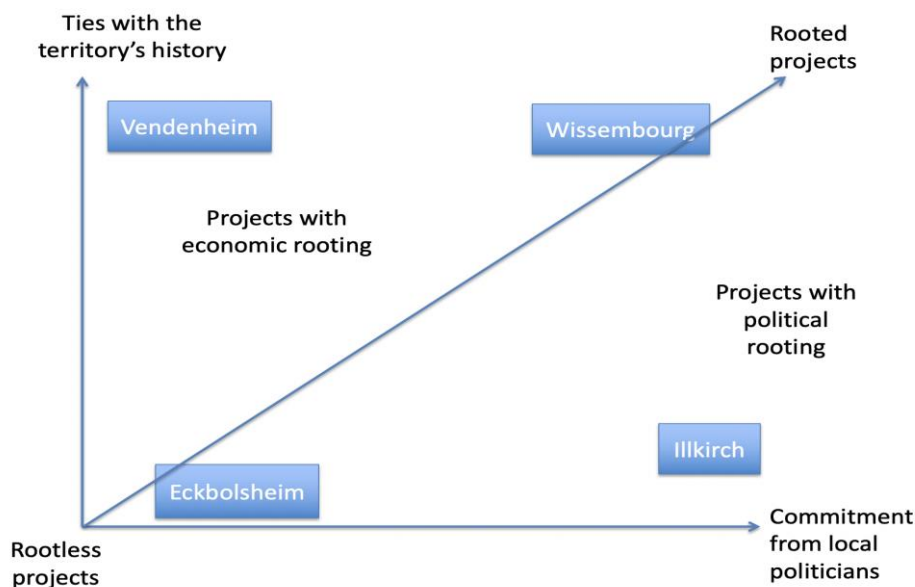 Ties with the
territory's history
Rooted
projects
Vendenheim
Wissembourg
Projects with
economic rooting
Projects with
political
rooting
Illkirch
Eckbolsheim
Rootless
projects
Commitment
from local
politicians